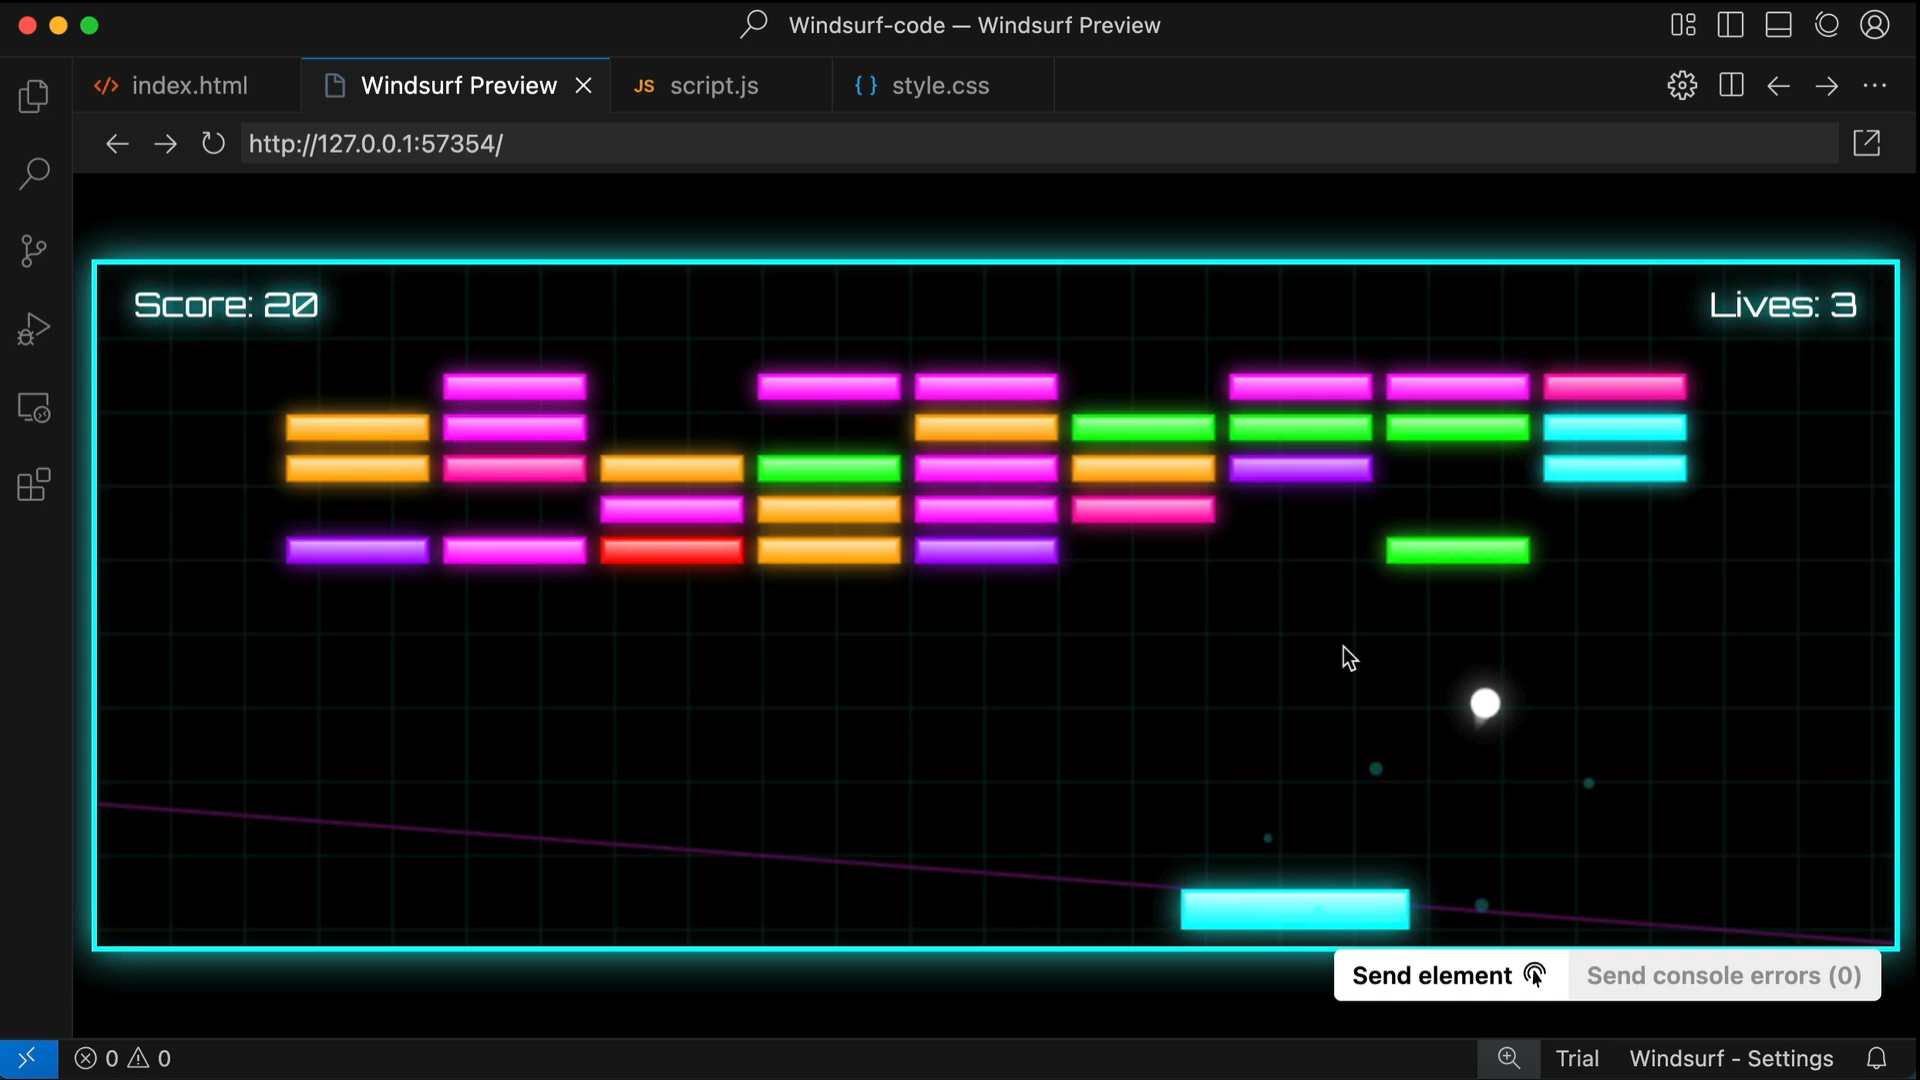 Windsurf-code — Windsurf Preview
</> index.html
Windsurf Preview
JS script.js
{ } style.css
http://127.0.0.1:57354/
Score: 20
Lives: 3
Send element
Send console errors (0)
0
0
Trial
Windsurf - Settings